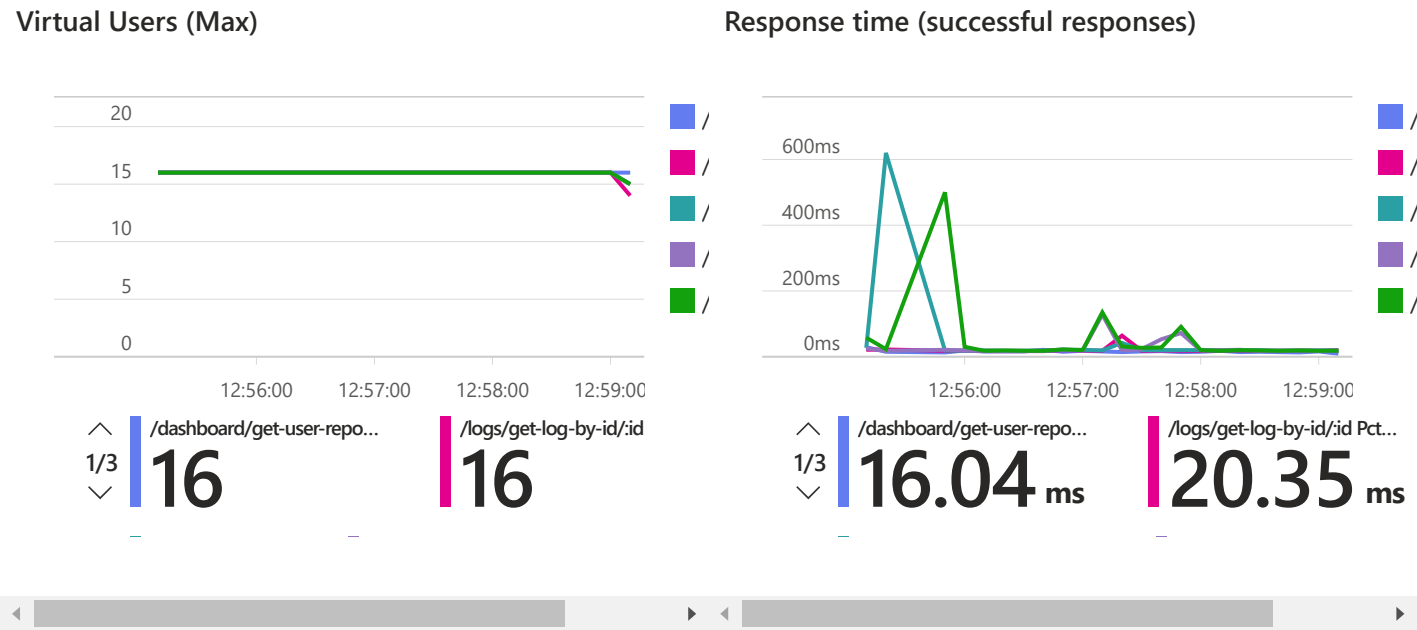 Virtual Users (Max)
20
15
10
5
0
12:56:00 12:57:00 12:58:00 12:59:00
/
/
/
/
/
1/3
/dashboard/get-user-repo...
16
/logs/get-log-by-id/:id
16
Response time (successful responses)
600ms
400ms
200ms
0ms
12:56:00 12:57:00 12:58:00 12:59:00
/
/
/
/
/
1/3
/dashboard/get-user-repo...
16.04 ms
/logs/get-log-by-id/:id Pct...
20.35 ms